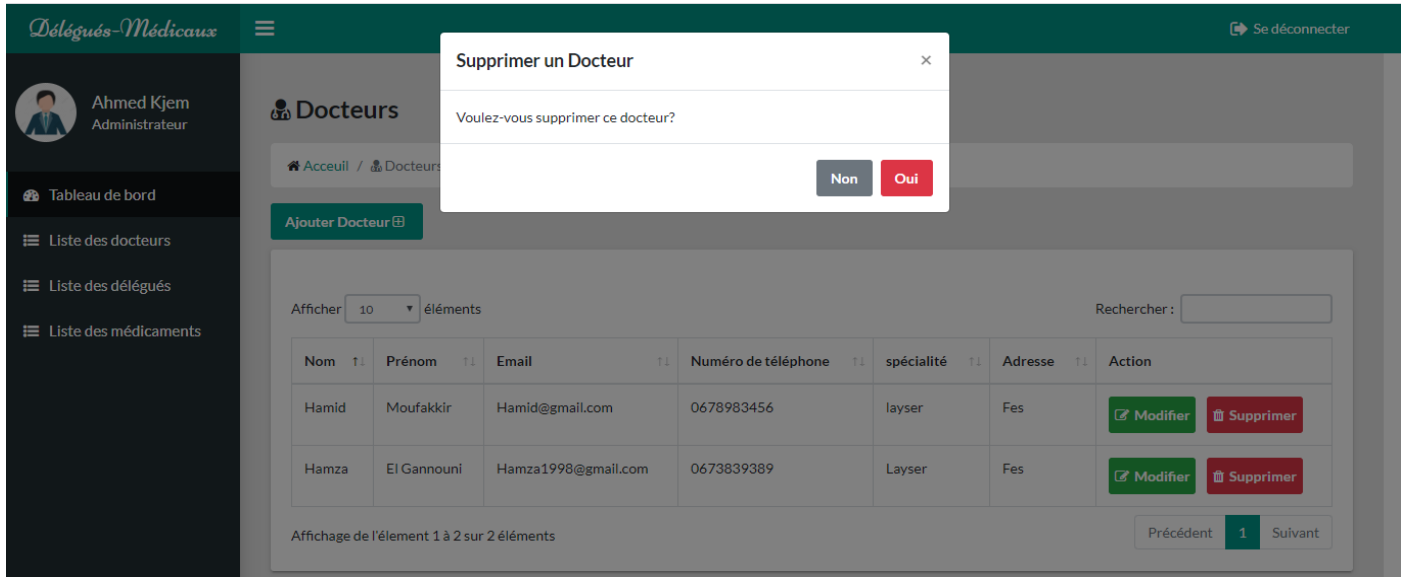 Délégués-Médicaux
Se déconnecter
Ahmed Kjem
Administrateur
Tableau de bord
Liste des docteurs
Liste des délégués
Liste des médicaments
Supprimer un Docteur ×
Voulez-vous supprimer ce docteur?
Non Oui
Docteurs
Acceuil / Docteurs
Ajouter Docteur
Afficher 10 éléments Rechercher :
Nom Prénom Email Numéro de téléphone spécialité Adresse Action
Hamid Moufakkir Hamid@gmail.com 0678983456 layser Fes Modifier Supprimer
Hamza El Gannouni Hamza1998@gmail.com 0673839389 Layser Fes Modifier Supprimer
Affichage de l'élement 1 à 2 sur 2 éléments Précédent 1 Suivant